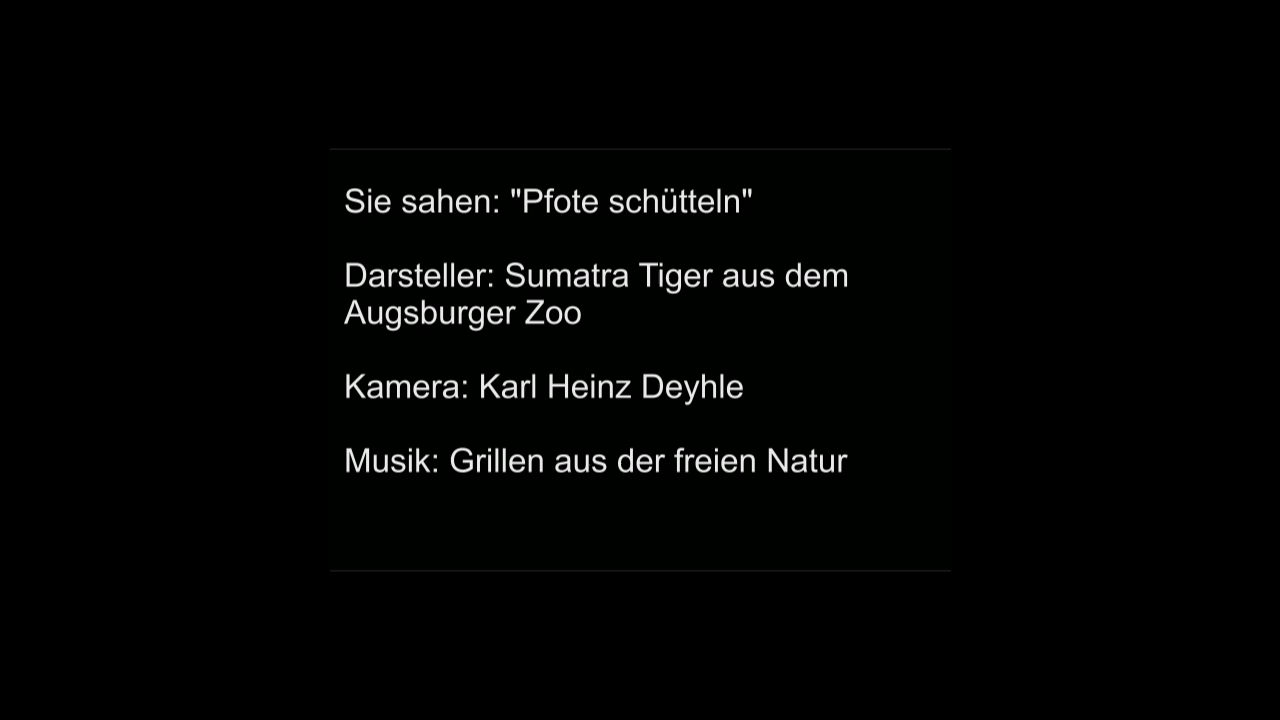 Sie sahen: "Pfote schütteln"
Darsteller: Sumatra Tiger aus dem
Augsburger Zoo
Kamera: Karl Heinz Deyhle
Musik: Grillen aus der freien Natur